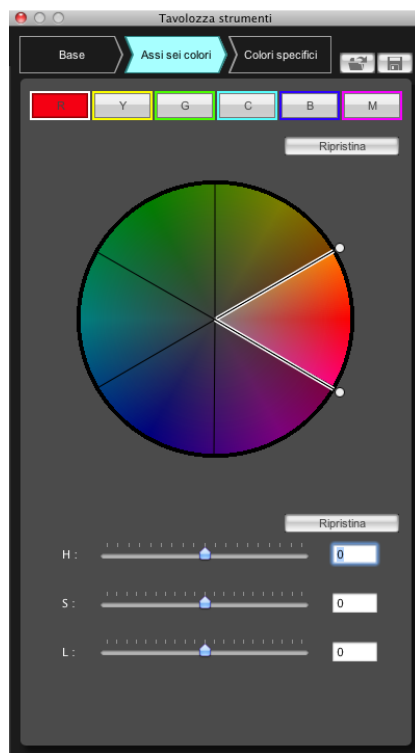 Tavolozza strumenti
Base Assi sei colori Colori specifici
R Y G C B M
Ripristina
Ripristina
H : 0
S : 0
L : 0